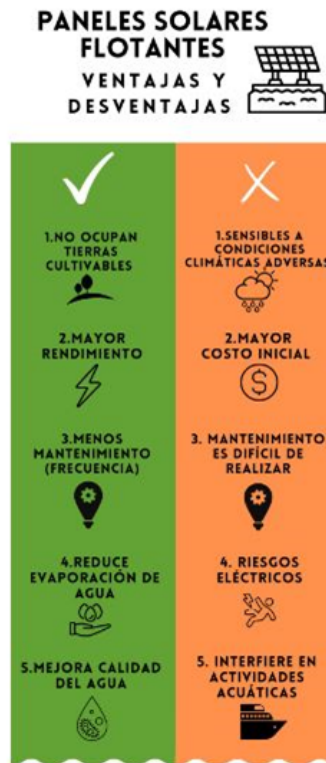 PANELES SOLARES
FLOTANTES
VENTAJAS Y
DESVENTAJAS
1.NO OCUPAN
TIERRAS
CULTIVABLES
2.MAYOR
RENDIMIENTO
3.MENOS
MANTENIMIENTO
(FRECUENCIA)
4.REDUCE
EVAPORACIÓN DE
AGUA
5.MEJORA CALIDAD
DEL AGUA
1.SENSIBLES A
CONDICIONES
CLIMÁTICAS ADVERSAS
2.MAYOR
COSTO INICIAL
$
3. MANTENIMIENTO
ES DIFÍCIL DE
REALIZAR
4. RIESGOS
ELÉCTRICOS
5. INTERFIERE EN
ACTIVIDADES
ACUÁTICAS